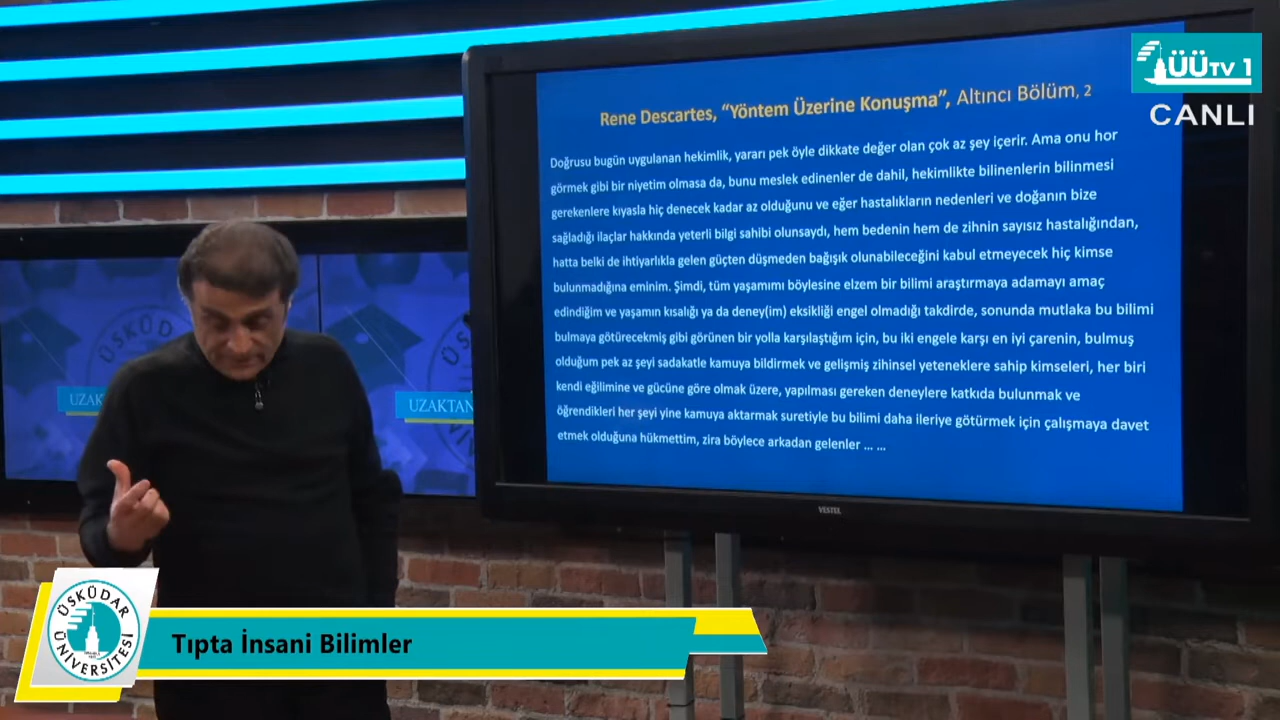 ÜÜTV 1
CANLI
Rene Descartes, “Yöntem Üzerine Konuşma”, Altıncı Bölüm, 2
Doğrusu bugün uygulanan hekimlik, yararı pek öyle dikkate değer olan çok az şey içerir. Ama onu hor
görmek gibi bir niyetim olmasa da, bunu meslek edinenler de dahil, hekimlikte bilinenlerin bilinmesi
gerekenlere kıyasla hiç denecek kadar az olduğunu ve eğer hastalıkların nedenleri ve doğanın bize
sağladığı ilaçlar hakkında yeterli bilgi sahibi olunsaydı, hem bedenin hem de zihnin sayısız hastalığından,
hatta belki de ihtiyarlıkla gelen güçten düşmeden bağışık olunabileceğini kabul etmeyecek hiç kimse
bulunmadığına eminim. Şimdi, tüm yaşamımı böylesine elzem bir bilimi araştırmaya adamayı amaç
edindiğim ve yaşamın kısalığı ya da deney(im) eksikliği engel olmadığı takdirde, sonunda mutlaka bu bilimi
bulmaya götürecekmiş gibi görünen bir yolla karşılaştığım için, bu iki engele karşı en iyi çarenin, bulmuş
olduğum pek az şeyi sadakatle kamuya bildirmek ve gelişmiş zihinsel yeteneklere sahip kimseleri, her biri
kendi eğilimine ve gücüne göre olmak üzere, yapılması gereken deneylere katkıda bulunmak ve
öğrendikleri her şeyi yine kamuya aktarmak suretiyle bu bilimi daha ileriye götürmek için çalışmaya davet
etmek olduğuna hükmettim, zira böylece arkadan gelenler ... ...
VESTEL
ÜSKÜD
UZAKTA
ÜS
UZAKTAN
ÜSKÜDAR
ÜNİVERSİTESİ
Tıpta İnsani Bilimler